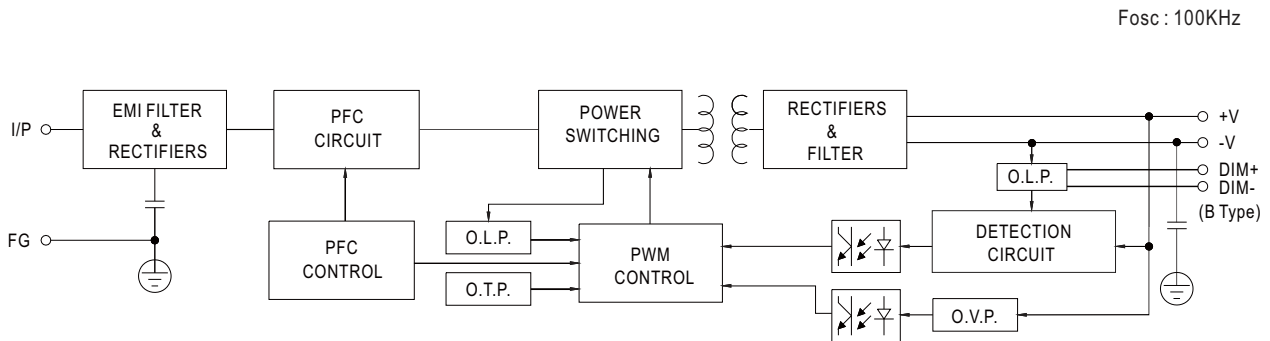 Fosc : 100KHz
I/P
EMI FILTER
&
RECTIFIERS
PFC
CIRCUIT
POWER
SWITCHING
RECTIFIERS
&
FILTER
+V
-V
DIM+
DIM-
(B Type)
O.L.P.
FG
PFC
CONTROL
O.L.P.
O.T.P.
PWM
CONTROL
DETECTION
CIRCUIT
O.V.P.